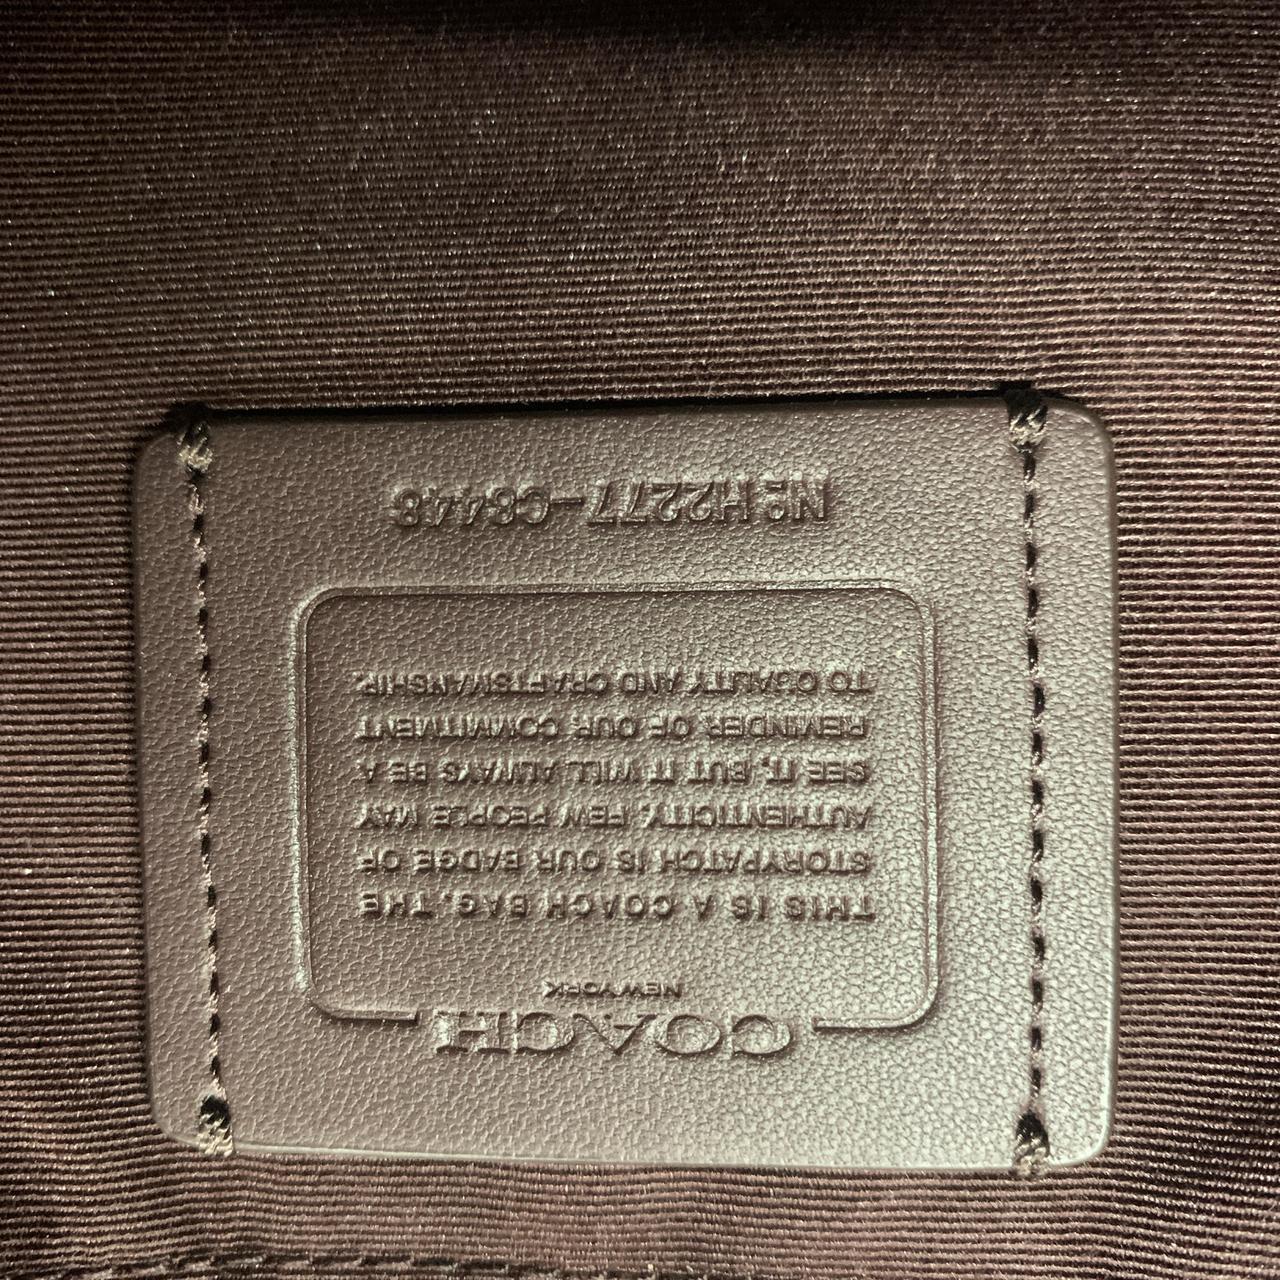 COACH
NEW YORK
THIS IS A COACH BAG. THE
STORYPATCH IS OUR BADGE OF
AUTHENTICITY. FEW PEOPLE MAY
SEE IT, BUT IT WILL ALWAYS BE A
REMINDER OF OUR COMMITMENT
TO QUALITY AND CRAFTSMANSHIP.
Nº H2277-C8448